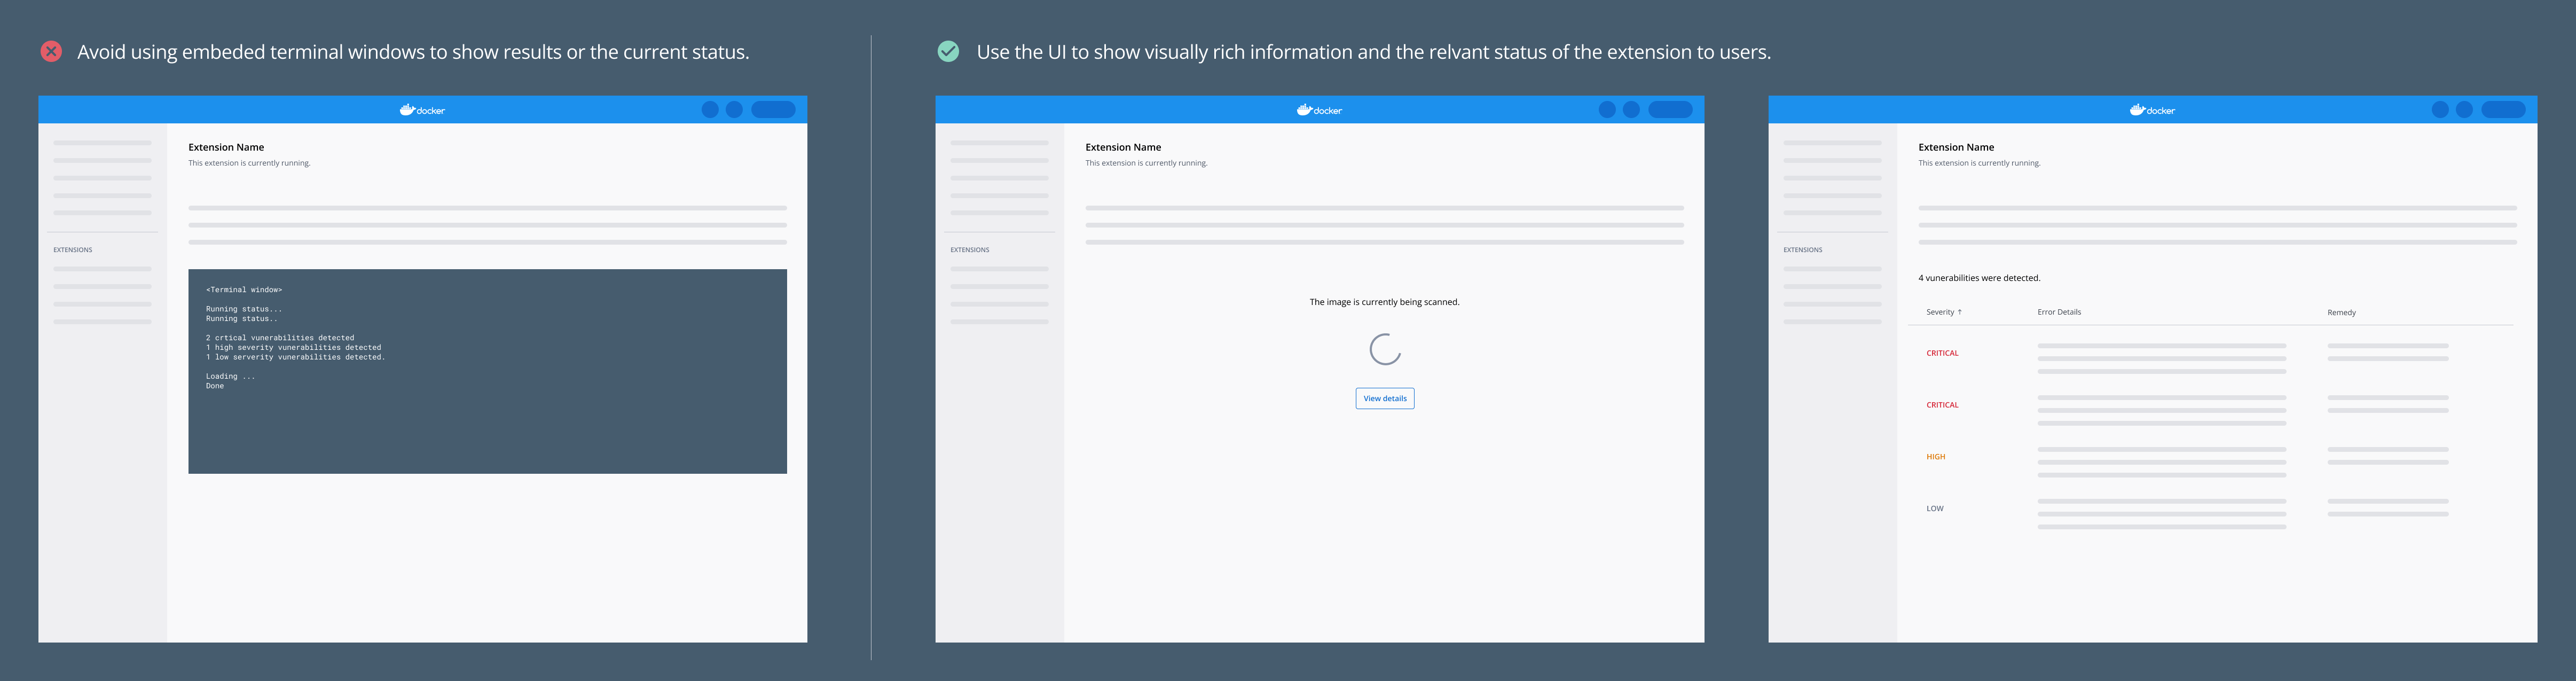 Avoid using embeded terminal windows to show results or the current status.
docker
Extension Name
This extension is currently running.
EXTENSIONS
<Terminal window>
Running status...
Running status..
2 crtical vunerabilities detected
1 high severity vunerabilities detected
1 low serverity vunerabilities detected.
Loading ...
Done
Use the UI to show visually rich information and the relvant status of the extension to users.
docker
Extension Name
This extension is currently running.
EXTENSIONS
The image is currently being scanned.
View details
docker
Extension Name
This extension is currently running.
EXTENSIONS
4 vunerabilities were detected.
Severity ↑ Error Details Remedy
CRITICAL
CRITICAL
HIGH
LOW